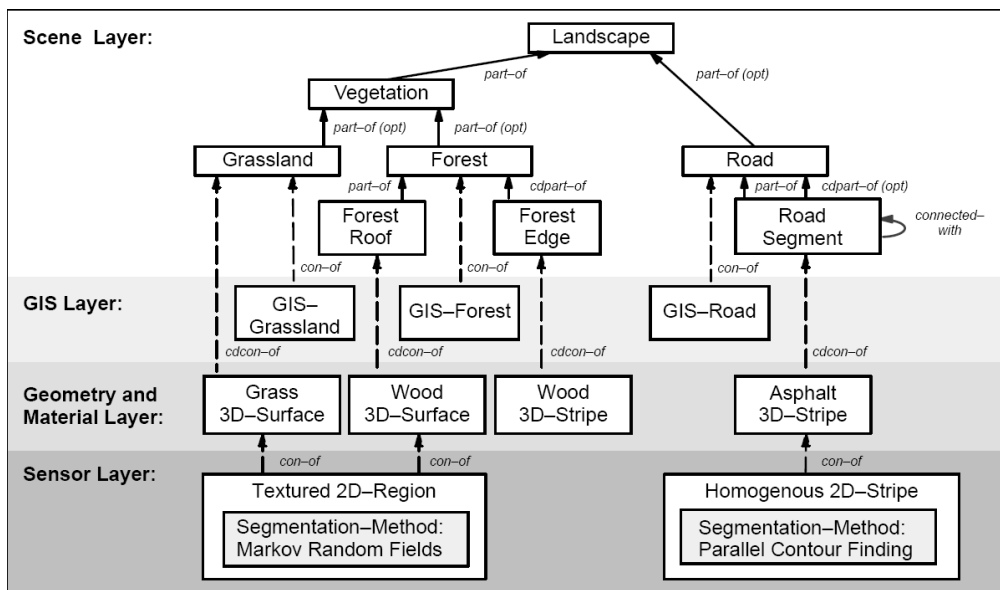 Scene Layer:
Landscape
part–of
part–of (opt)
Vegetation
part–of (opt)
part–of (opt)
Grassland
Forest
Road
part–of
cdpart–of
part–of
cdpart–of (opt)
Forest
Roof
Forest
Edge
Road
Segment
connected–
with
con–of
con–of
con–of
GIS Layer:
GIS–
Grassland
GIS–Forest
GIS–Road
cdcon–of
cdcon–of
cdcon–of
cdcon–of
Geometry and
Material Layer:
Grass
3D–Surface
Wood
3D–Surface
Wood
3D–Stripe
Asphalt
3D–Stripe
con–of
con–of
con–of
Sensor Layer:
Textured 2D–Region
Segmentation–Method:
Markov Random Fields
Homogenous 2D–Stripe
Segmentation–Method:
Parallel Contour Finding